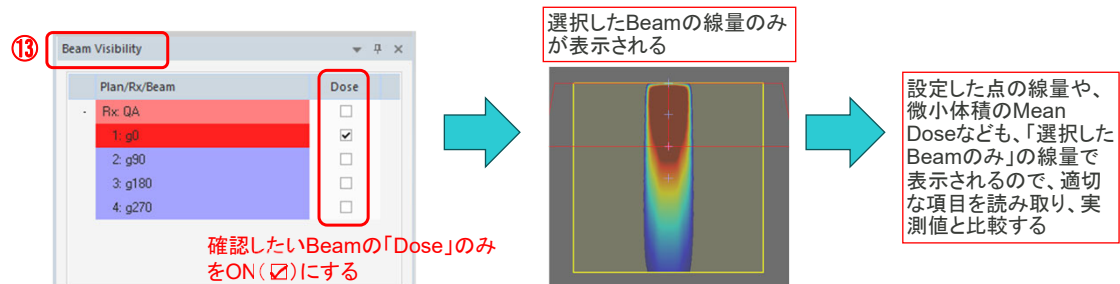 ⑬
Beam Visibility
Plan/Rx/Beam Dose
Rx: QA
1: g0
2: g90
3: g180
4: g270
確認したいBeamの「Dose」のみ
をON(☑)にする
選択したBeamの線量のみ
が表示される
設定した点の線量や、
微小体積のMean
Doseなども、「選択した
Beamのみ」の線量で
表示されるので、適切
な項目を読み取り、実
測値と比較する